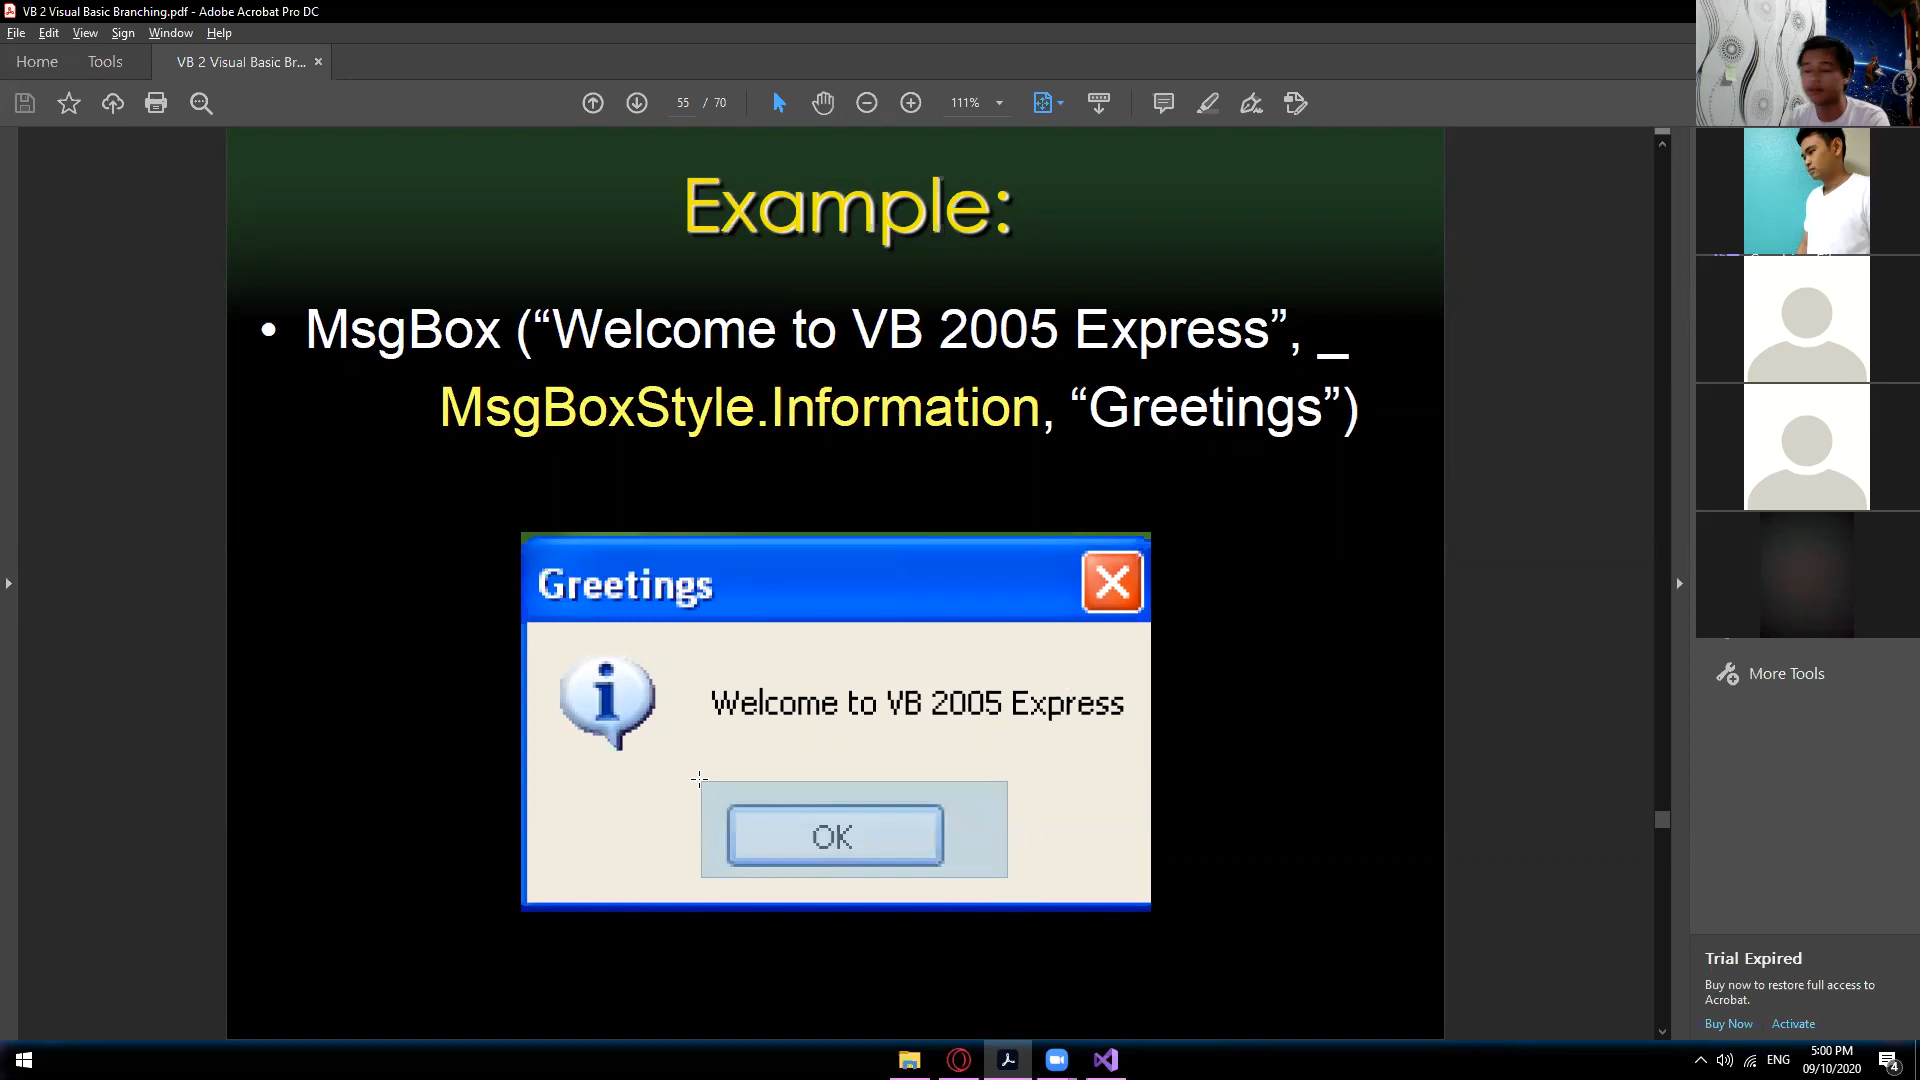 VB 2 Visual Basic Branching.pdf - Adobe Acrobat Pro DC
File Edit View Sign Window Help
Home Tools VB 2 Visual Basic Br... ×
55 / 70 111%
Example:
• MsgBox (“Welcome to VB 2005 Express”, _
MsgBoxStyle.Information, “Greetings”)
Greetings
i
Welcome to VB 2005 Express
OK
More Tools
Trial Expired
Buy now to restore full access to
Acrobat.
Buy Now Activate
ENG
5:00 PM
09/10/2020
4